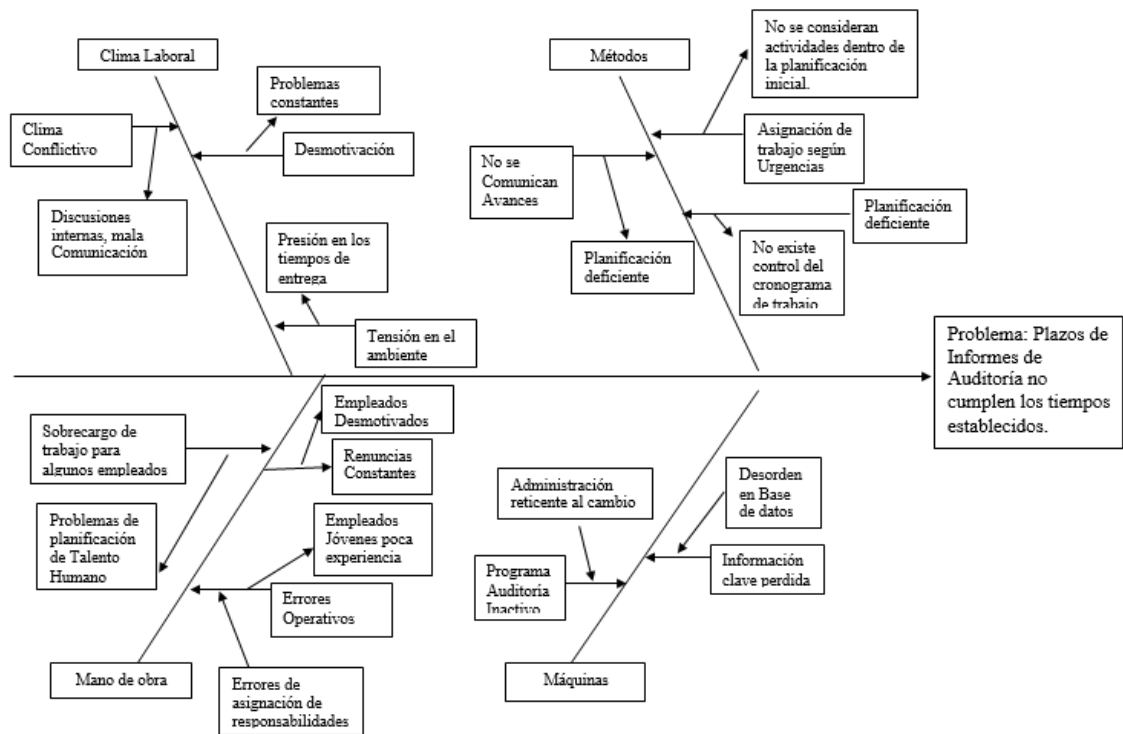 Clima Laboral
Problemas
constantes
Clima
Conflictivo
Desmotivación
Discusiones
internas, mala
Comunicación
Presión en los
tiempos de
entrega
Tensión en el
ambiente
Métodos
No se consideran
actividades dentro de
la planificación
inicial.
Asignación de
trabajo según
Urgencias
No se
Comunican
Avances
Planificación
deficiente
Planificación
deficiente
No existe
control del
cronograma
de trabajo
Problema: Plazos de
Informes de
Auditoría no
cumplen los tiempos
establecidos.
Empleados
Desmotivados
Sobrecargo de
trabajo para
algunos empleados
Renuncias
Constantes
Problemas de
planificación
de Talento
Humano
Empleados
Jóvenes poca
experiencia
Errores
Operativos
Mano de obra
Errores de
asignación de
responsabilidades
Administración
reticente al cambio
Desorden
en Base
de datos
Programa
Auditoría
Inactivo
Información
clave perdida
Máquinas